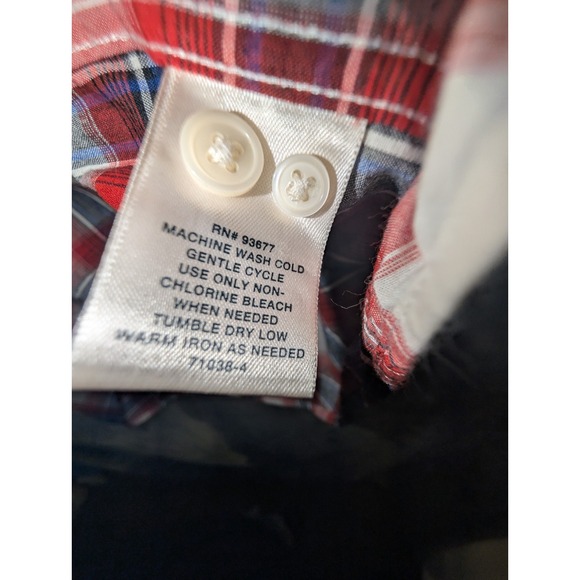 RN# 93677
MACHINE WASH COLD
GENTLE CYCLE
USE ONLY NON-
CHLORINE BLEACH
WHEN NEEDED
TUMBLE DRY LOW
WARM IRON AS NEEDED
71038-4